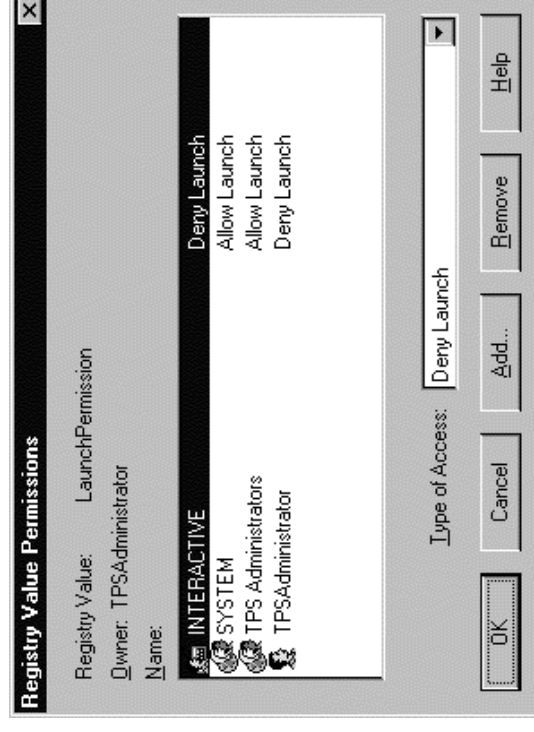 Registry Value Permissions
Registry Value: LaunchPermission
Owner: TPSAdministrator
Name:
INTERACTIVE Deny Launch
SYSTEM Allow Launch
TPS Administrators Allow Launch
TPSAdministrator Deny Launch
Type of Access: Deny Launch
OK Cancel Add... Remove Help